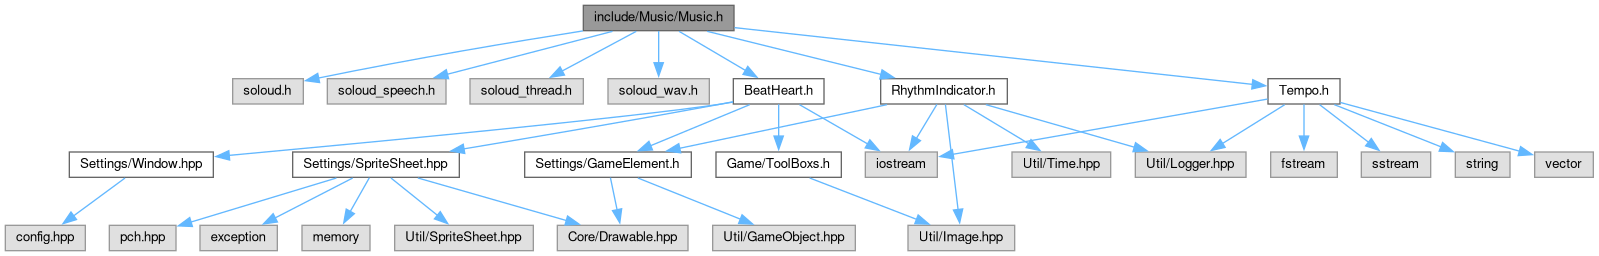 include/Music/Music.h
soloud.h
soloud_speech.h
soloud_thread.h
soloud_wav.h
BeatHeart.h
RhythmIndicator.h
Tempo.h
Settings/Window.hpp
Settings/SpriteSheet.hpp
Settings/GameElement.h
Game/ToolBoxs.h
iostream
Util/Time.hpp
Util/Logger.hpp
fstream
sstream
string
vector
config.hpp
pch.hpp
exception
memory
Util/SpriteSheet.hpp
Core/Drawable.hpp
Util/GameObject.hpp
Util/Image.hpp